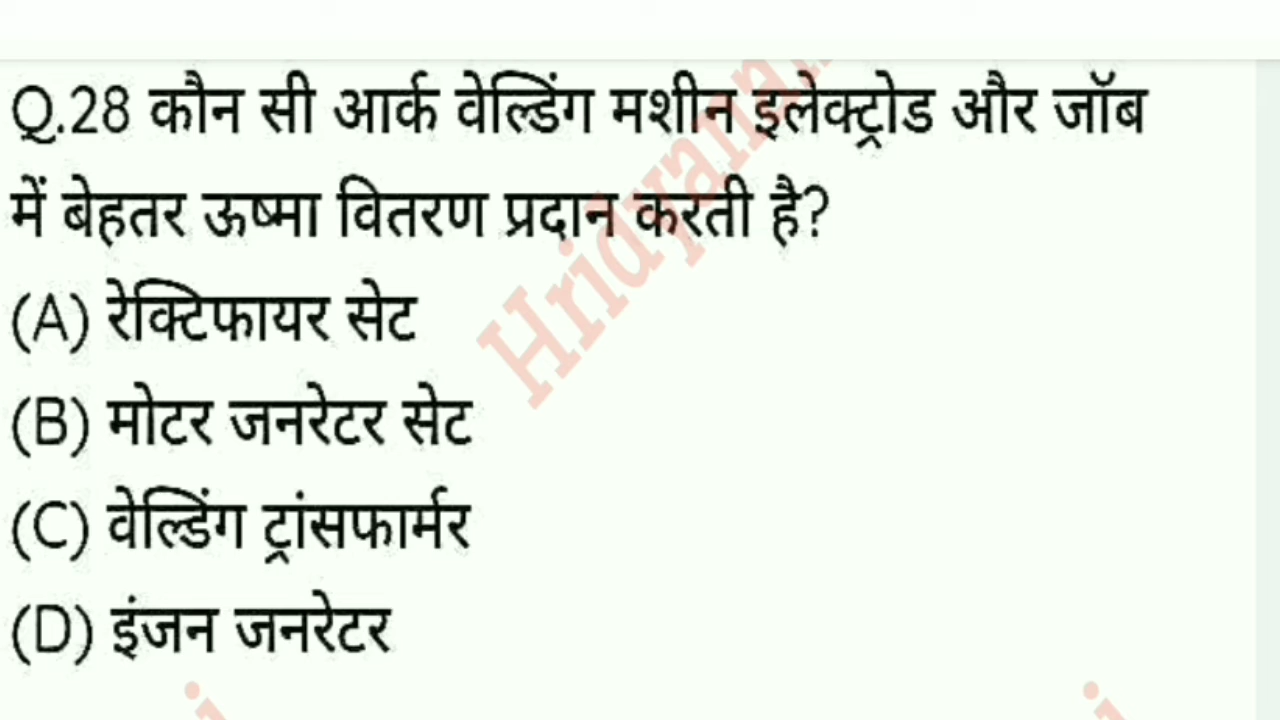 Q.28 कौन सी आर्क वेल्डिंग मशीन इलेक्ट्रोड और जॉब
में बेहतर ऊष्मा वितरण प्रदान करती है?
(A) रेक्टिफायर सेट
(B) मोटर जनरेटर सेट
(C) वेल्डिंग ट्रांसफार्मर
(D) इंजन जनरेटर